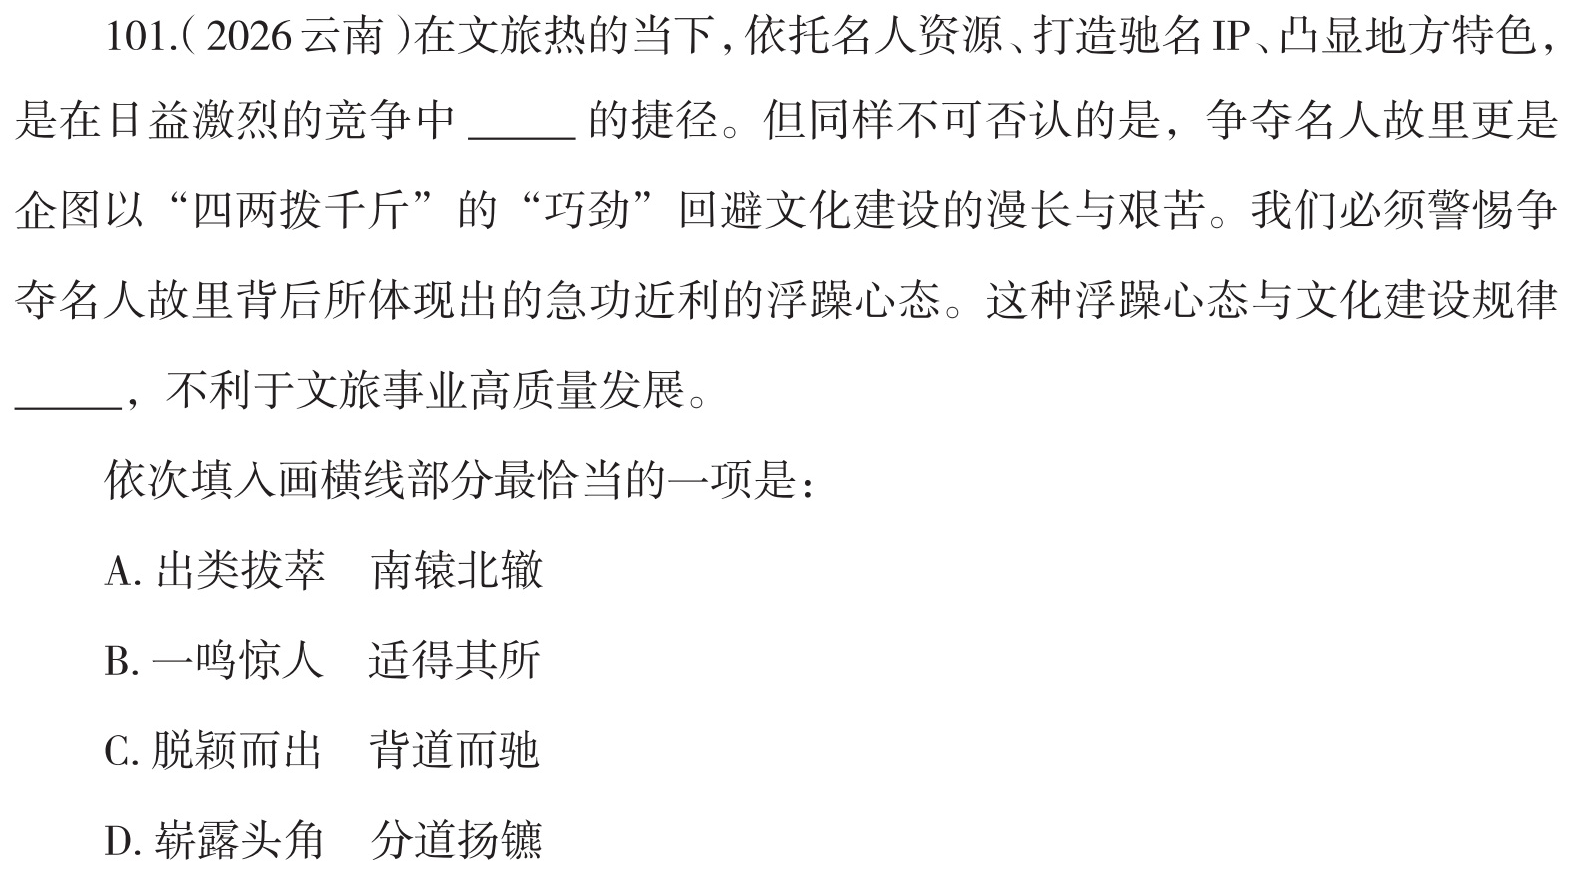 101.(2026云南)在文旅热的当下,依托名人资源、打造驰名IP、凸显地方特色,
是在日益激烈的竞争中_____的捷径。但同样不可否认的是，争夺名人故里更是
企图以“四两拨千斤”的“巧劲”回避文化建设的漫长与艰苦。我们必须警惕争
夺名人故里背后所体现出的急功近利的浮躁心态。这种浮躁心态与文化建设规律
_____，不利于文旅事业高质量发展。
依次填入画横线部分最恰当的一项是：
A. 出类拔萃 南辕北辙
B. 一鸣惊人 适得其所
C. 脱颖而出 背道而驰
D. 崭露头角 分道扬镳